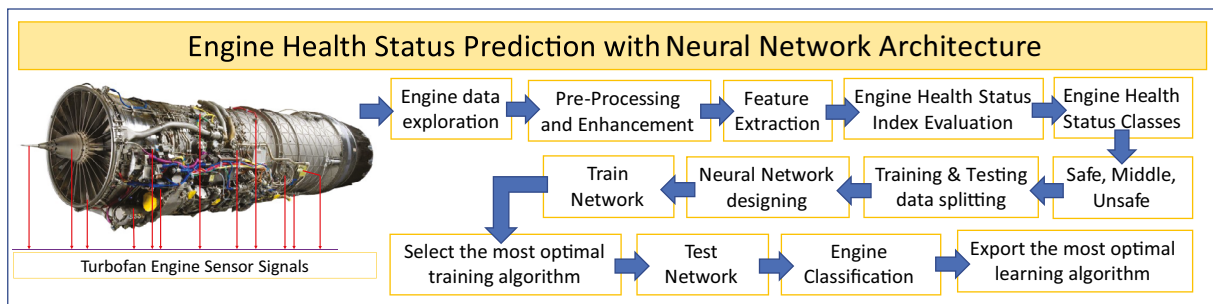 Engine Health Status Prediction with Neural Network Architecture
Engine data
exploration
Pre-Processing
and Enhancement
Feature
Extraction
Engine Health Status
Index Evaluation
Engine Health
Status Classes
Safe, Middle,
Unsafe
Training & Testing
data splitting
Neural Network
designing
Train
Network
Select the most optimal
training algorithm
Test
Network
Engine
Classification
Export the most optimal
learning algorithm
Turbofan Engine Sensor Signals